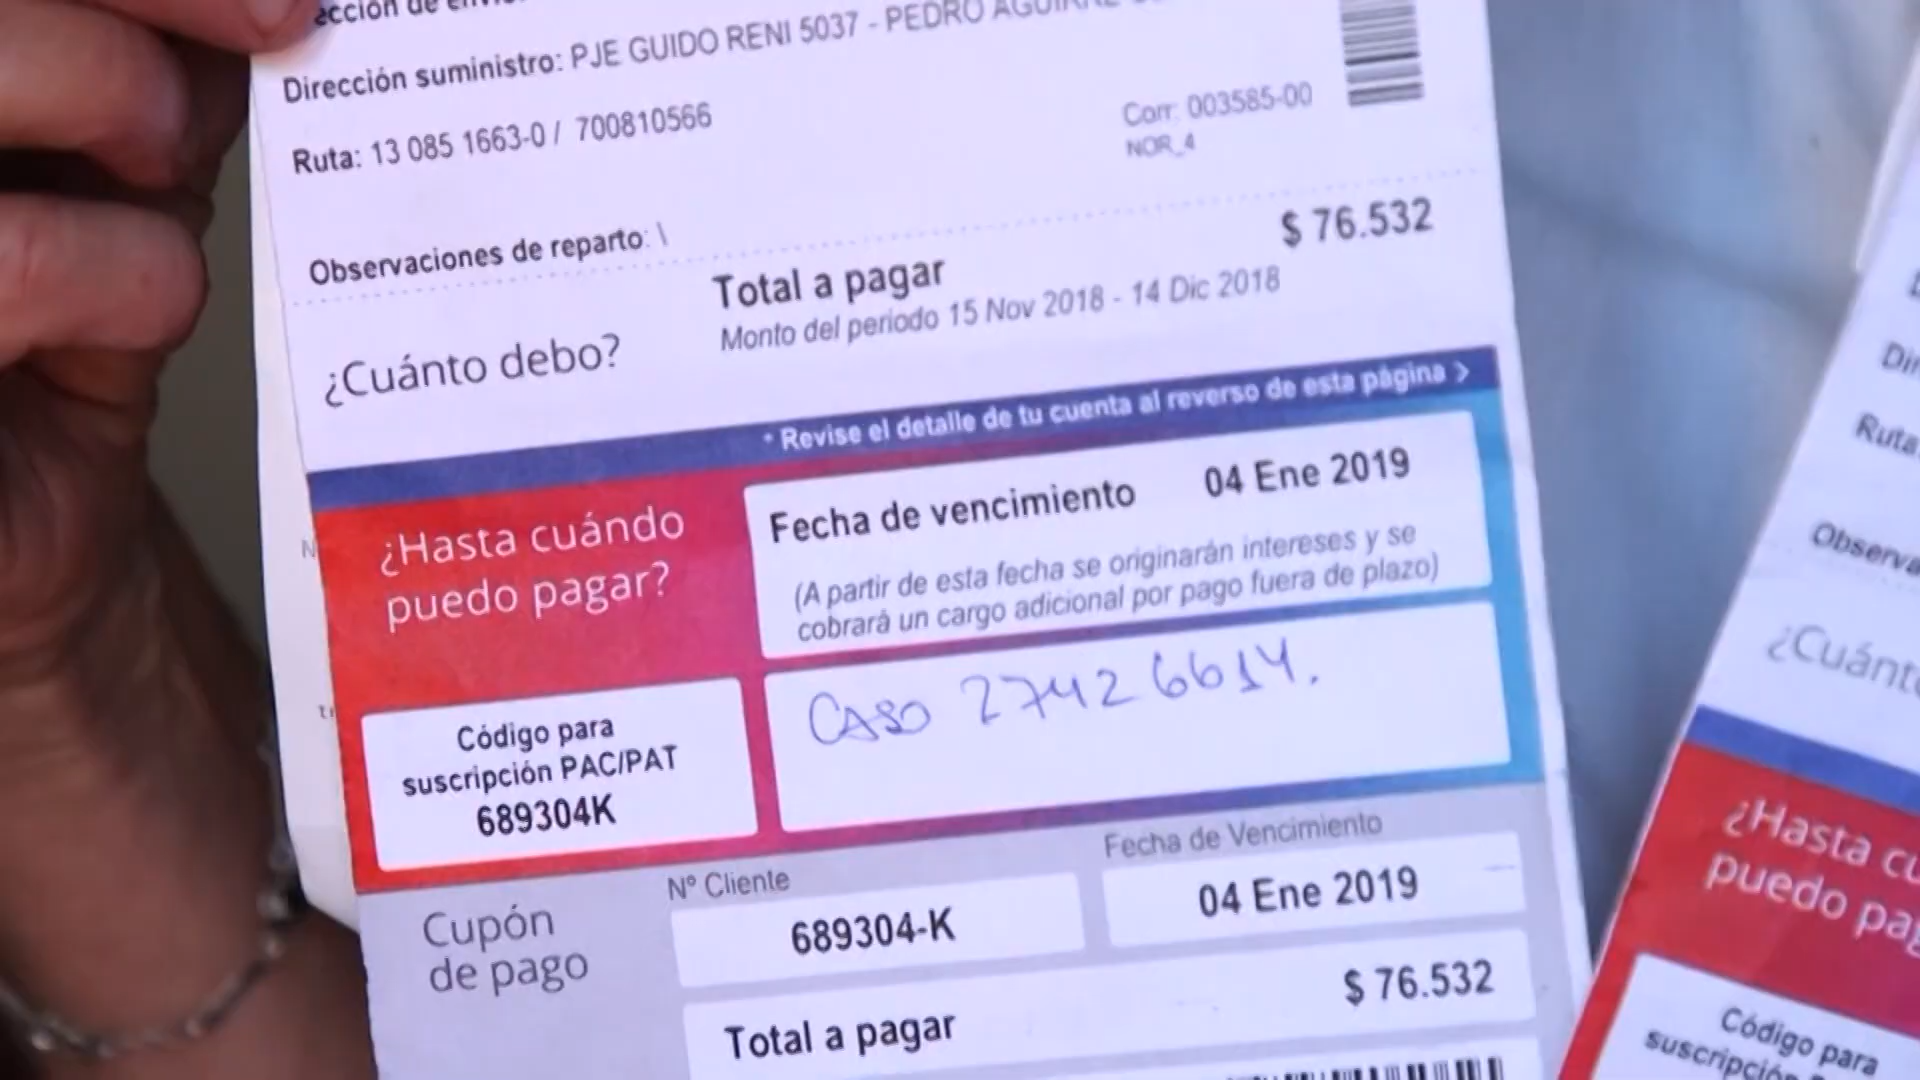 Dirección suministro: PJE GUIDO RENI 5037 - PEDRO
Ruta: 13 085 1663-0 / 700810566
Corr: 003585-00
NOR_4
Observaciones de reparto: \
¿Cuánto debo?
Total a pagar
$ 76.532
Monto del periodo 15 Nov 2018 - 14 Dic 2018
* Revise el detalle de tu cuenta al reverso de esta página >
¿Hasta cuándo
puedo pagar?
Fecha de vencimiento 04 Ene 2019
(A partir de esta fecha se originarán intereses y se
cobrará un cargo adicional por pago fuera de plazo)
Código para
suscripción PAC/PAT
689304K
CASO 27426614.
Cupón
de pago
Nº Cliente
689304-K
Fecha de Vencimiento
04 Ene 2019
Total a pagar
$ 76.532
Ruta
¿Hasta
puedo
Código para